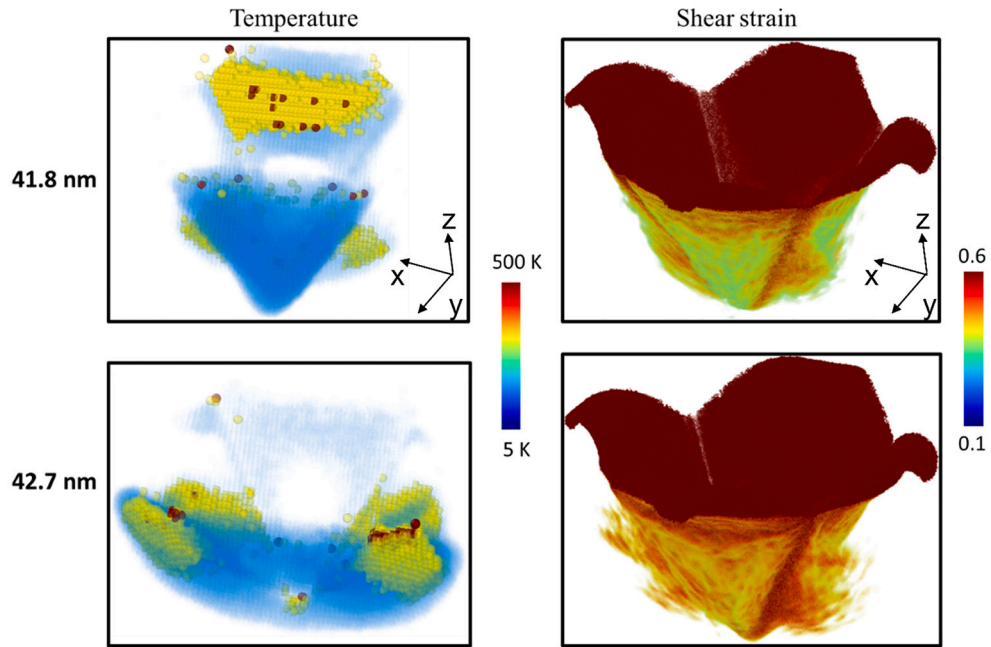 Temperature
Shear strain
41.8 nm
z
x
y
z
x
y
500 K
5 K
0.6
0.1
42.7 nm